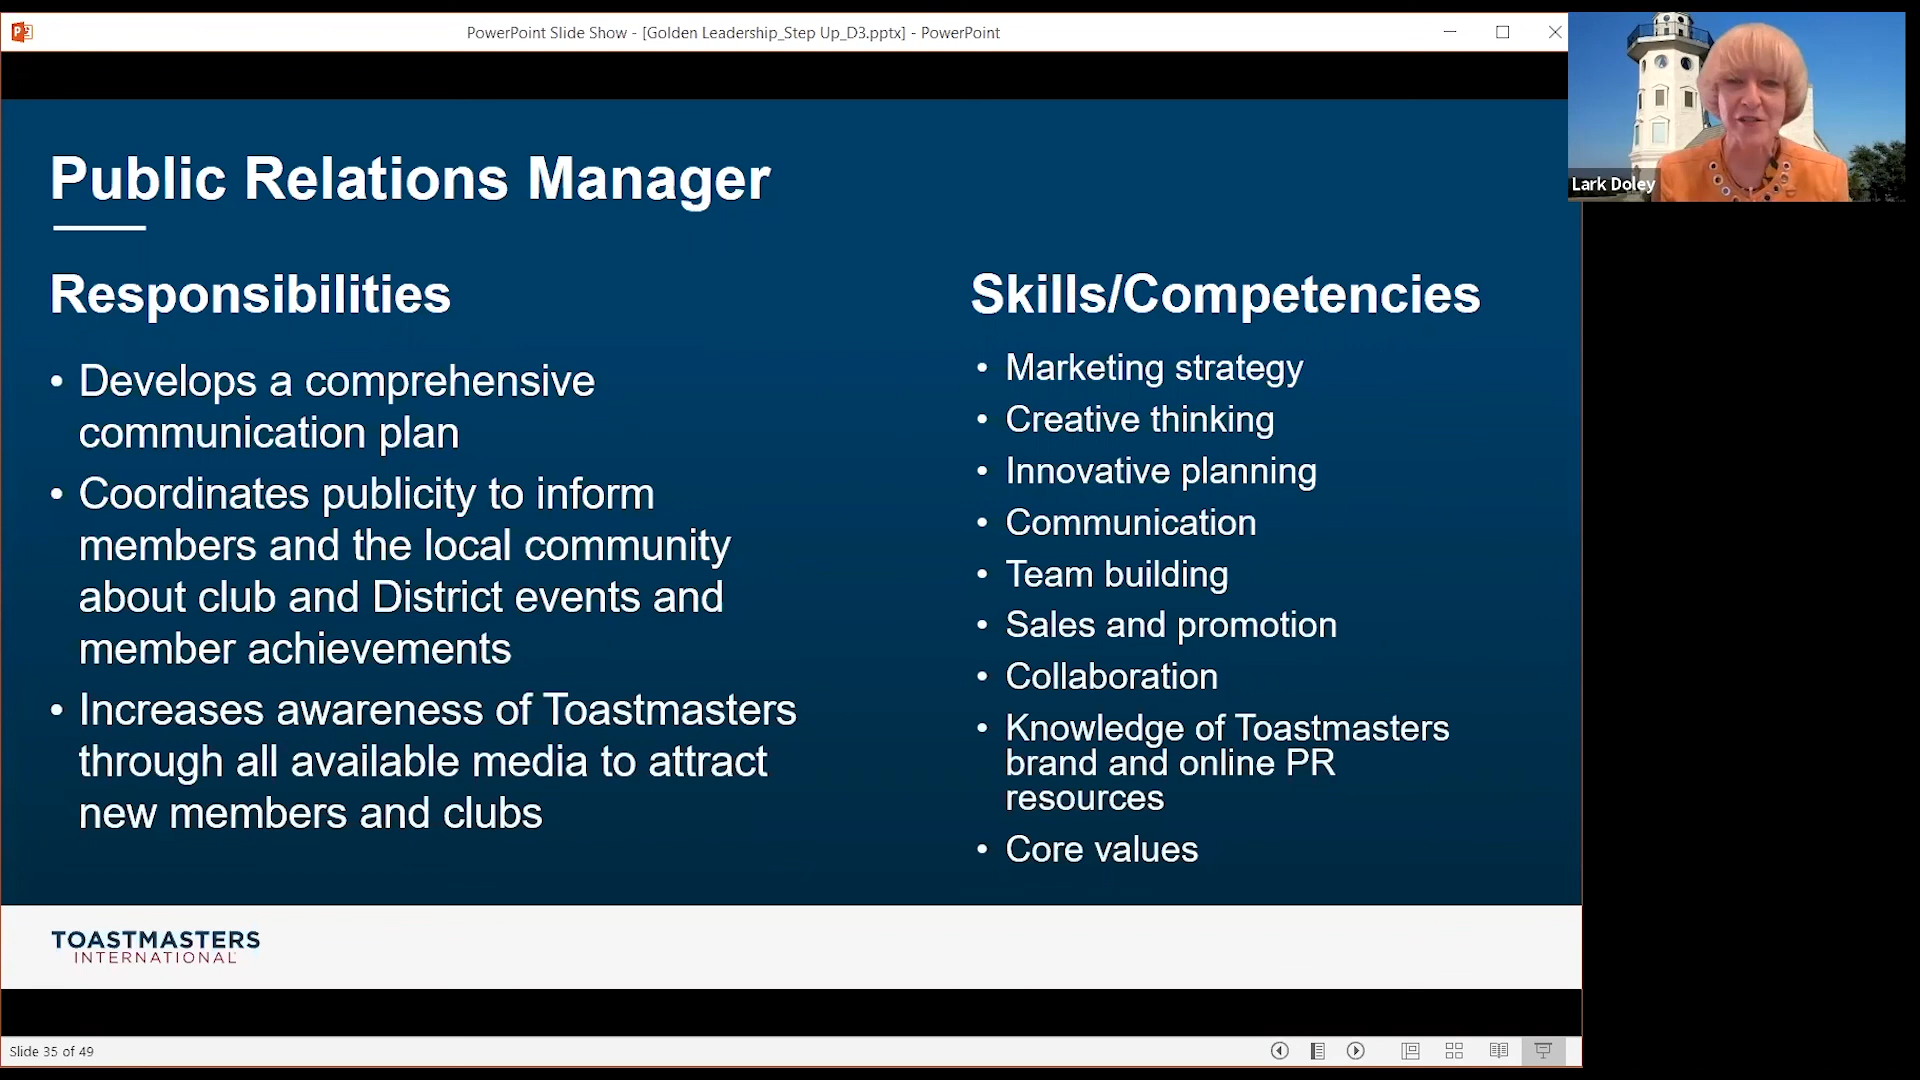 PowerPoint Slide Show - [Golden Leadership_Step Up_D3.pptx] - PowerPoint
Lark Doley
Public Relations Manager
Responsibilities
• Develops a comprehensive
communication plan
• Coordinates publicity to inform
members and the local community
about club and District events and
member achievements
• Increases awareness of Toastmasters
through all available media to attract
new members and clubs
Skills/Competencies
• Marketing strategy
• Creative thinking
• Innovative planning
• Communication
• Team building
• Sales and promotion
• Collaboration
• Knowledge of Toastmasters
brand and online PR
resources
• Core values
TOASTMASTERS
INTERNATIONAL
Slide 35 of 49